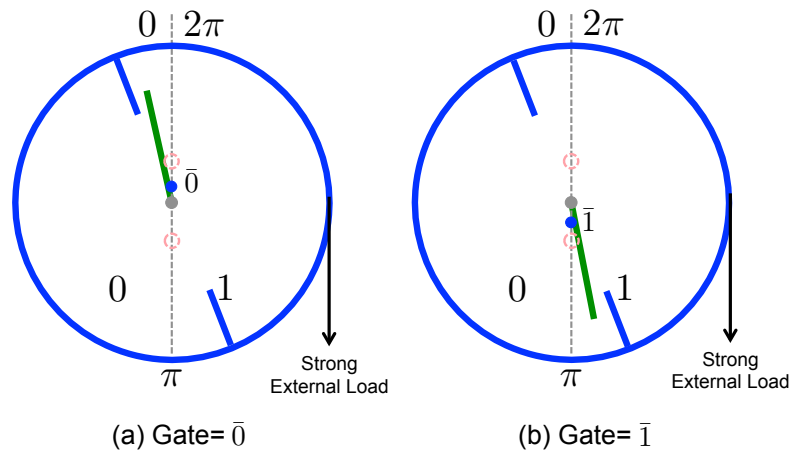 0 2π
0̄
0 1
π
Strong
External Load
(a) Gate= 0̄
0 2π
1̄
0 1
π
Strong
External Load
(b) Gate= 1̄